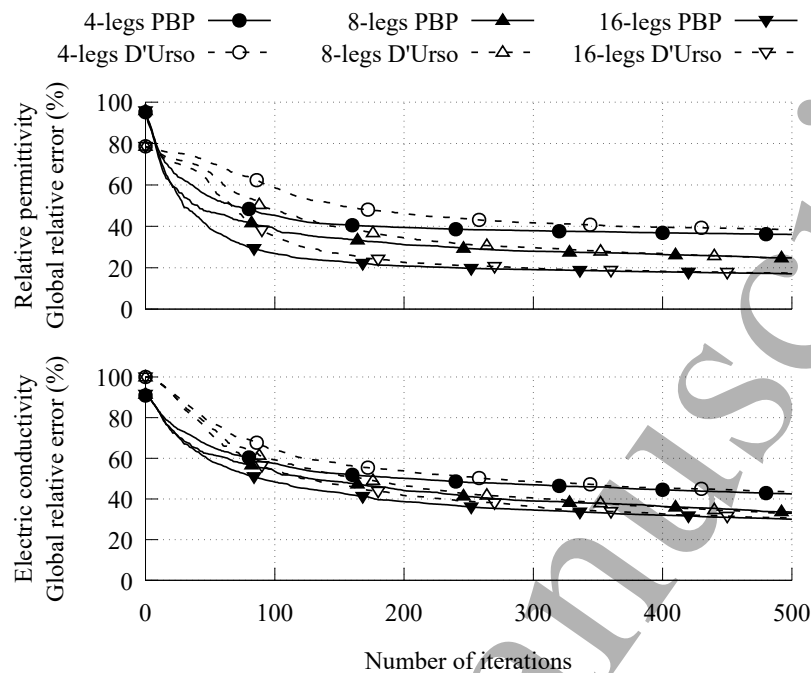 4-legs PBP 8-legs PBP 16-legs PBP
4-legs D'Urso 8-legs D'Urso 16-legs D'Urso
Relative permittivity
Global relative error (%)
100
80
60
40
20
0
Electric conductivity
Global relative error (%)
100
80
60
40
20
0
0 100 200 300 400 500
Number of iterations
nusci